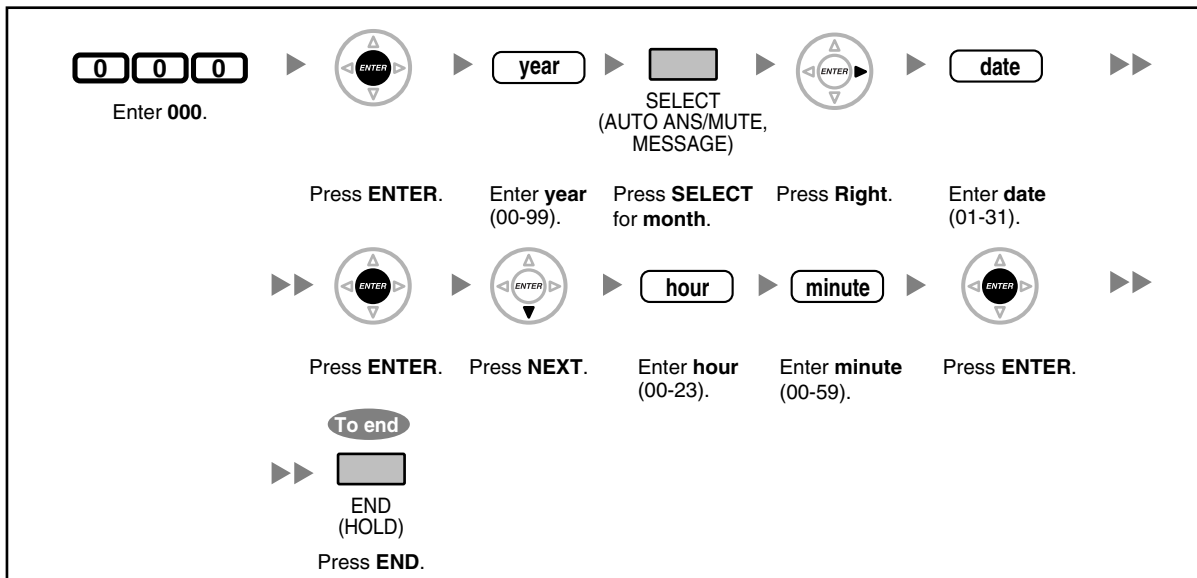 0 0 0 ENTER year date
Enter 000.
SELECT
(AUTO ANS/MUTE,
MESSAGE)
ENTER
Press ENTER.
Enter year
(00-99).
Press SELECT
for month.
Press Right.
Enter date
(01-31).
ENTER ENTER hour minute ENTER
Press ENTER.
Press NEXT.
Enter hour
(00-23).
Enter minute
(00-59).
Press ENTER.
To end
END
(HOLD)
Press END.